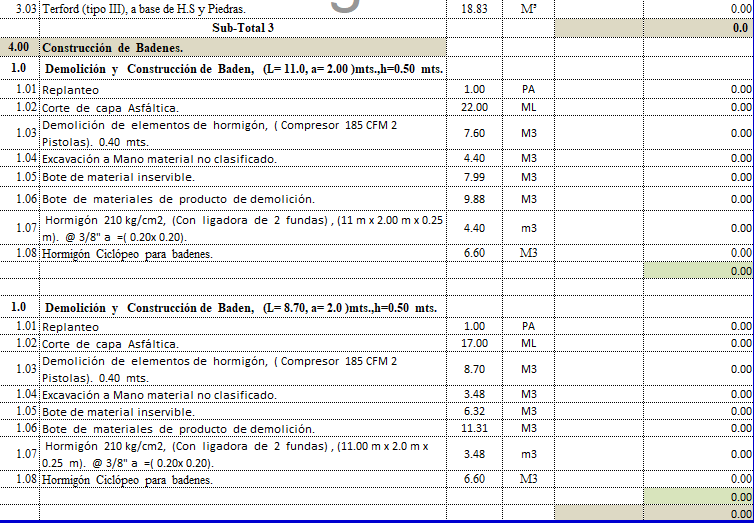 3.03 Terford (tipo III), a base de H.S y Piedras. 18.83 M³ 0.00
Sub-Total 3 0.0
4.00 Construcción de Badenes.
1.0 Demolición y Construcción de Baden, (L= 11.0, a= 2.00 )mts.,h=0.50 mts.
1.01 Replanteo 1.00 PA 0.00
1.02 Corte de capa Asfáltica. 22.00 ML 0.00
1.03 Demolición de elementos de hormigón, ( Compresor 185 CFM 2
Pistolas). 0.40 mts. 7.60 M3 0.00
1.04 Excavación a Mano material no clasificado. 4.40 M3 0.00
1.05 Bote de material inservible. 7.99 M3 0.00
1.06 Bote de materiales de producto de demolición. 9.88 M3 0.00
1.07 Hormigón 210 kg/cm2, (Con ligadora de 2 fundas) , (11 m x 2.00 m x 0.25
m). @ 3/8" a =( 0.20x 0.20). 4.40 m3 0.00
1.08 Hormigón Ciclópeo para badenes. 6.60 M3 0.00
0.00
1.0 Demolición y Construcción de Baden, (L= 8.70, a= 2.0 )mts.,h=0.50 mts.
1.01 Replanteo 1.00 PA 0.00
1.02 Corte de capa Asfáltica. 17.00 ML 0.00
1.03 Demolición de elementos de hormigón, ( Compresor 185 CFM 2
Pistolas). 0.40 mts. 8.70 M3 0.00
1.04 Excavación a Mano material no clasificado. 3.48 M3 0.00
1.05 Bote de material inservible. 6.32 M3 0.00
1.06 Bote de materiales de producto de demolición. 11.31 M3 0.00
1.07 Hormigón 210 kg/cm2, (Con ligadora de 2 fundas) , (11.00 m x 2.0 m x
0.25 m). @ 3/8" a =( 0.20x 0.20). 3.48 m3 0.00
1.08 Hormigón Ciclópeo para badenes. 6.60 M3 0.00
0.00
0.00